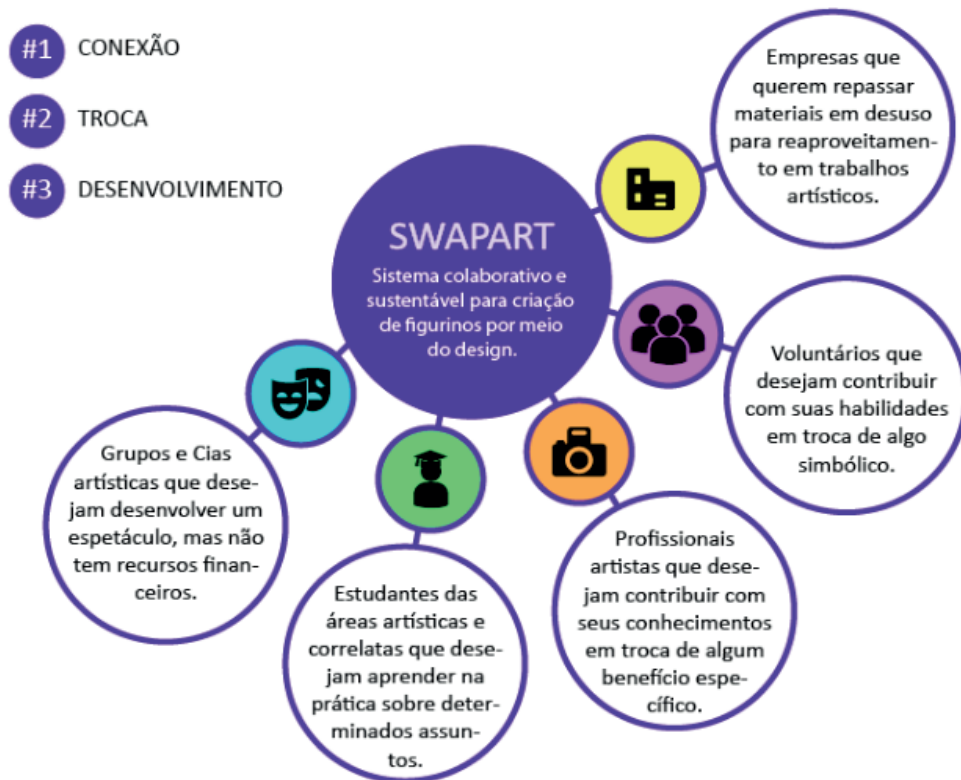 #1 CONEXÃO
#2 TROCA
#3 DESENVOLVIMENTO
SWAPART
Sistema colaborativo e
sustentável para criação
de figurinos por meio
do design.
Empresas que
querem repassar
materiais em desuso
para reaproveitamen-
to em trabalhos
artísticos.
Voluntários que
desejam contribuir
com suas habilidades
em troca de algo
simbólico.
Profissionais
artistas que dese-
jam contribuir com
seus conhecimentos
em troca de algum
benefício espe-
cífico.
Estudantes das
áreas artísticas e
correlatas que dese-
jam aprender na
prática sobre deter-
minados assun-
tos.
Grupos e Cias
artísticas que dese-
jam desenvolver um
espetáculo, mas não
tem recursos finan-
ceiros.